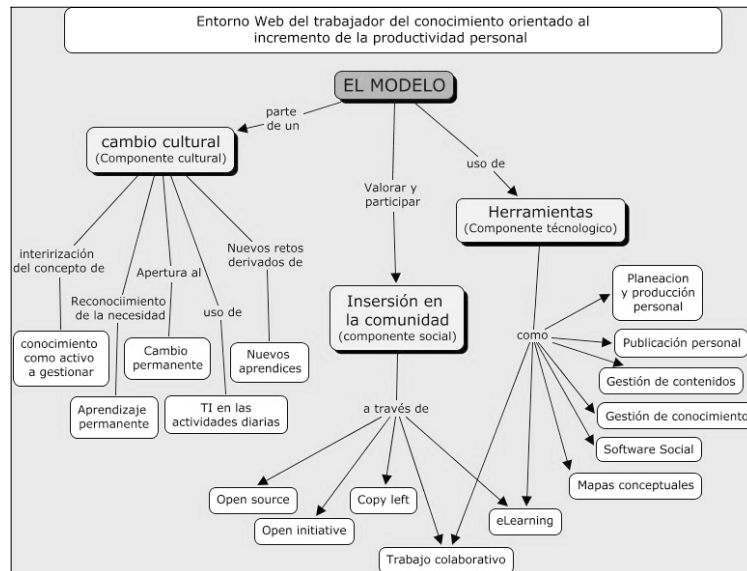 Entorno Web del trabajador del conocimiento orientado al
incremento de la productividad personal
EL MODELO
parte
de un
cambio cultural
(Componente cultural)
uso de
Valorar y
participar
Herramientas
(Componente técnologico)
interirización
del concepto de
Reconocimiento
de la necesidad
Apertura al
uso de
Nuevos retos
derivados de
conocimiento
como activo
a gestionar
Aprendizaje
permanente
Cambio
permanente
TI en las
actividades diarias
Nuevos
aprendices
Insersión en
la comunidad
(componente social)
como
Planeacion
y producción
personal
Publicación personal
Gestión de contenidos
Gestión de conocimiento
Software Social
Mapas conceptuales
a través de
Open source
Open initiative
Copy left
Trabajo colaborativo
eLearning